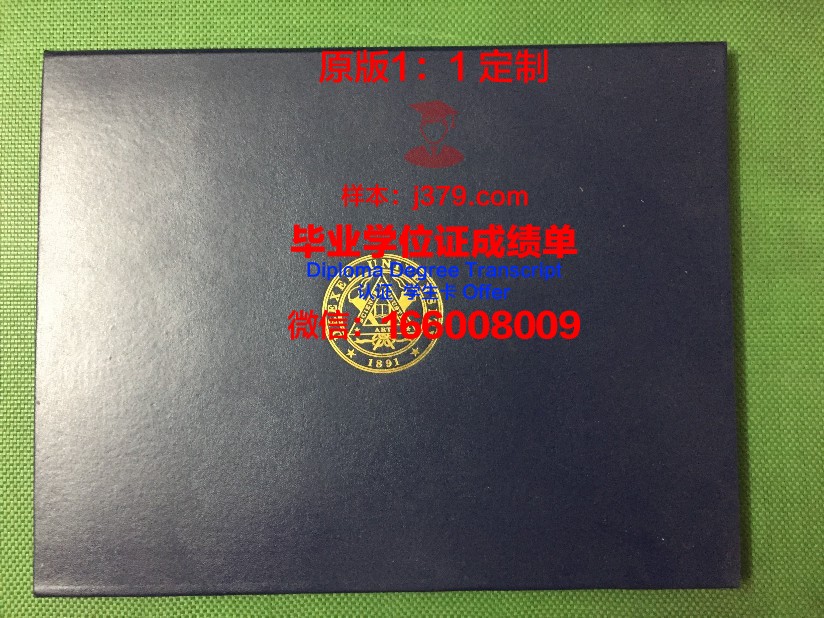 原版1：1 定制
样本：j379.com
毕业学位证成绩单
Diploma Degree Transcript
认证 学生卡 Offer
微信：166008009
ART
1891